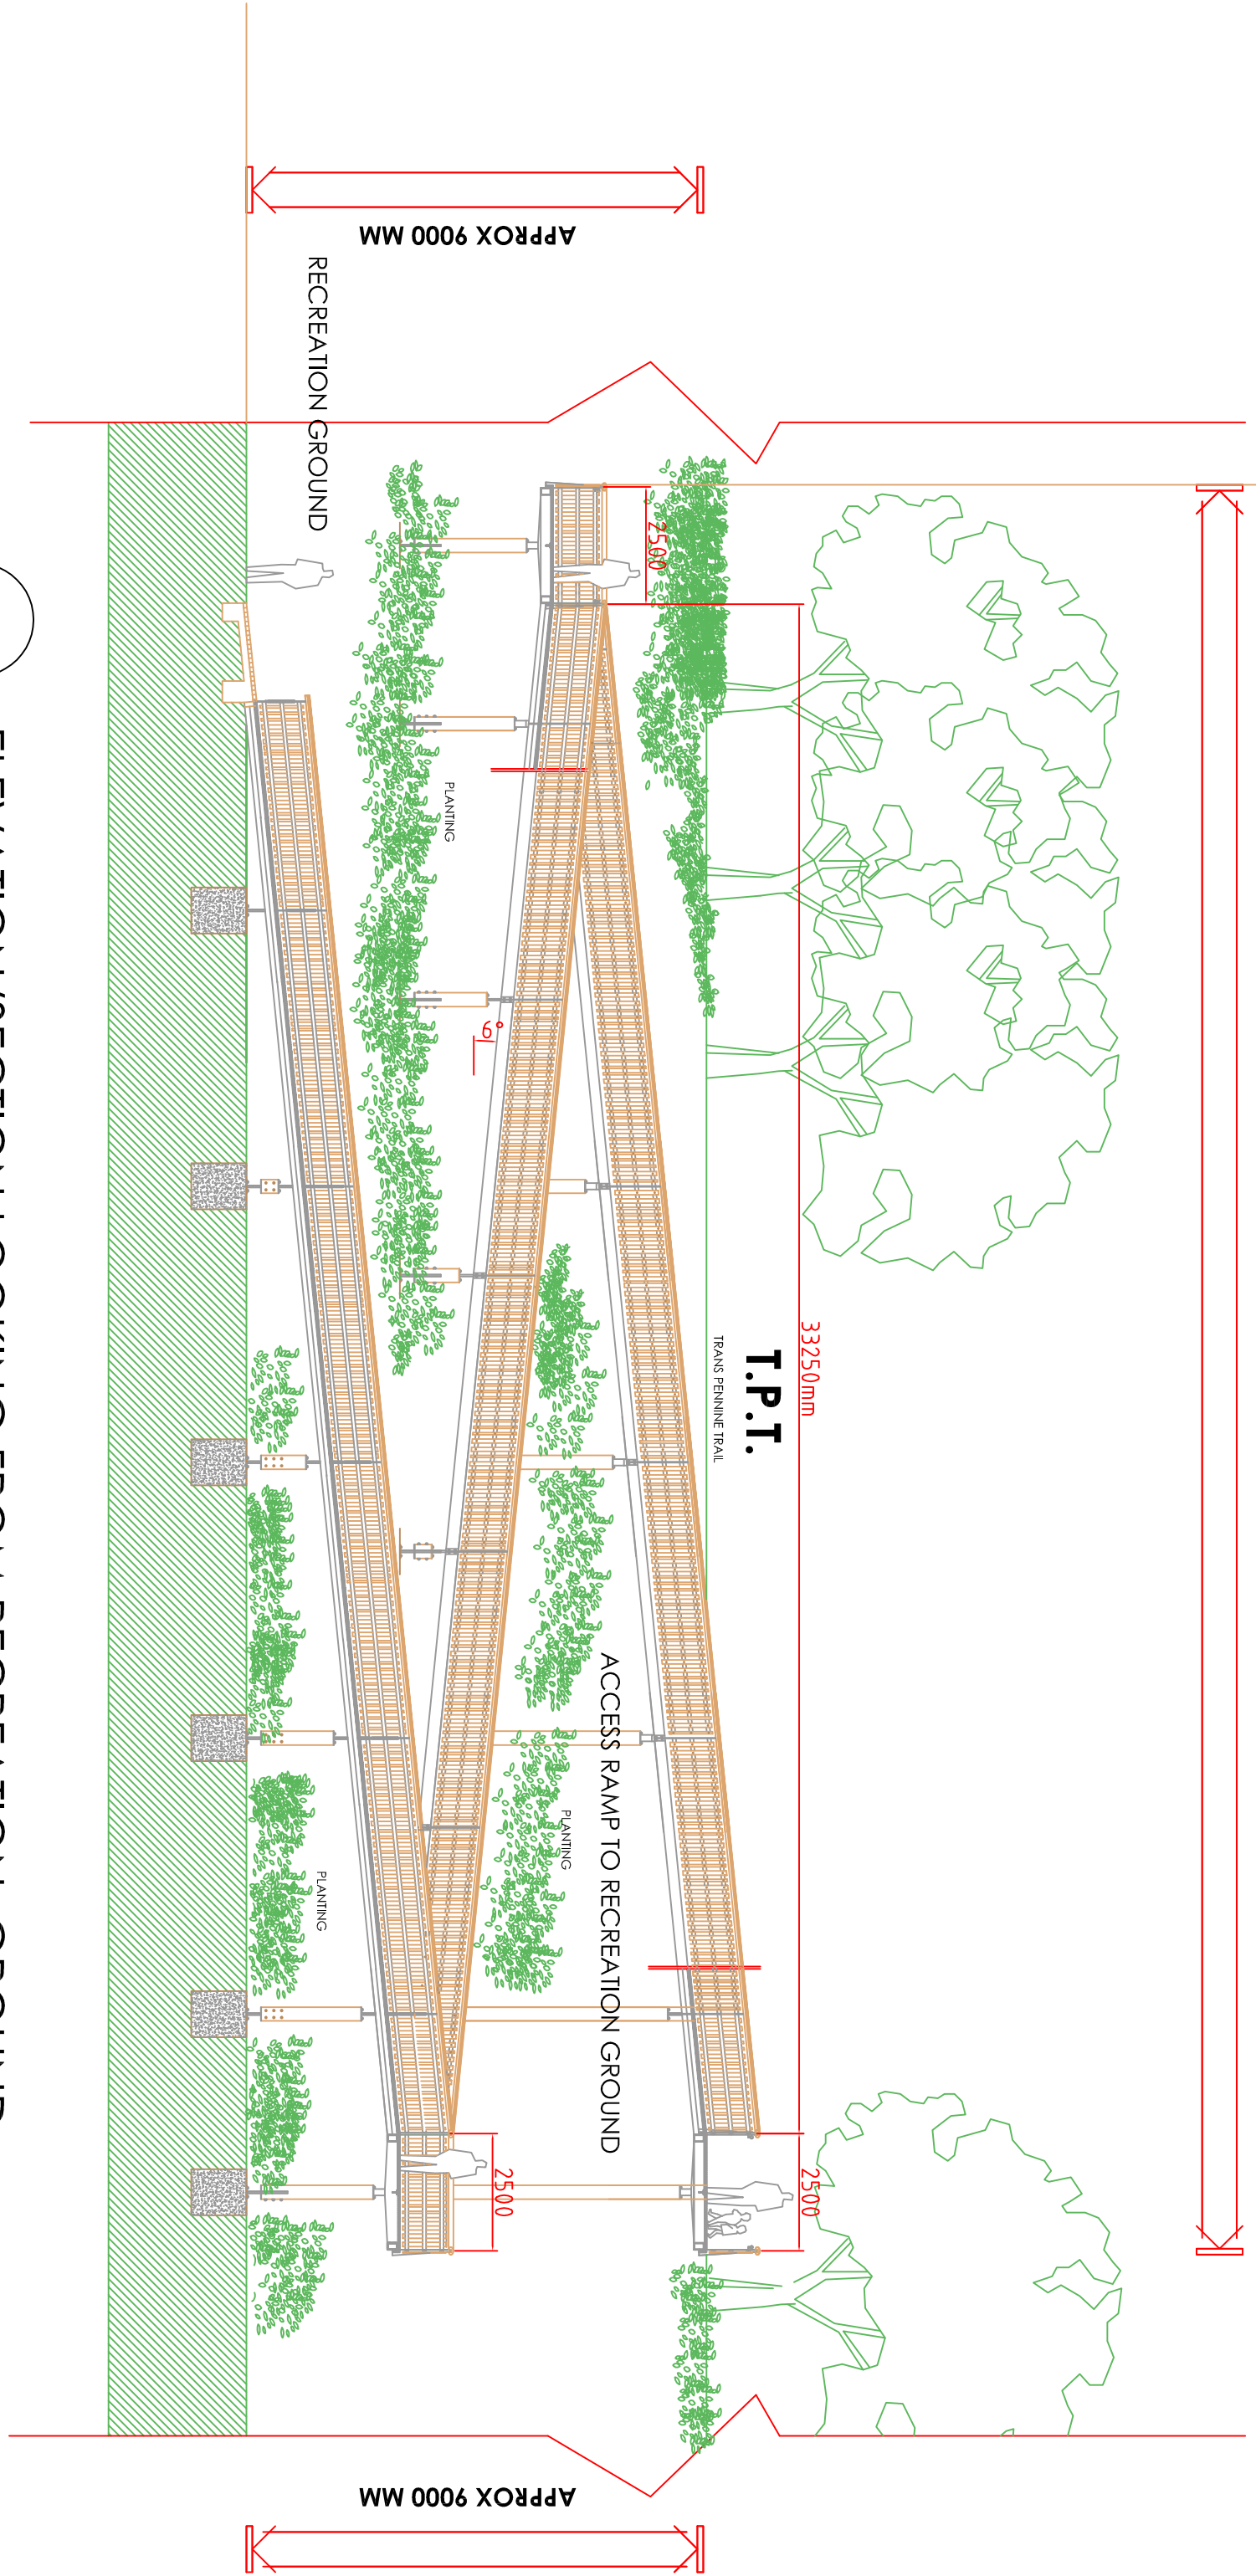 33250mm
2500
T.P.T.
TRANS PENNINE TRAIL
2500
ACCESS RAMP TO RECREATION GROUND
PLANTING
2500
6°
APPROX 9000 MM
APPROX 9000 MM
PLANTING
PLANTING
RECREATION GROUND